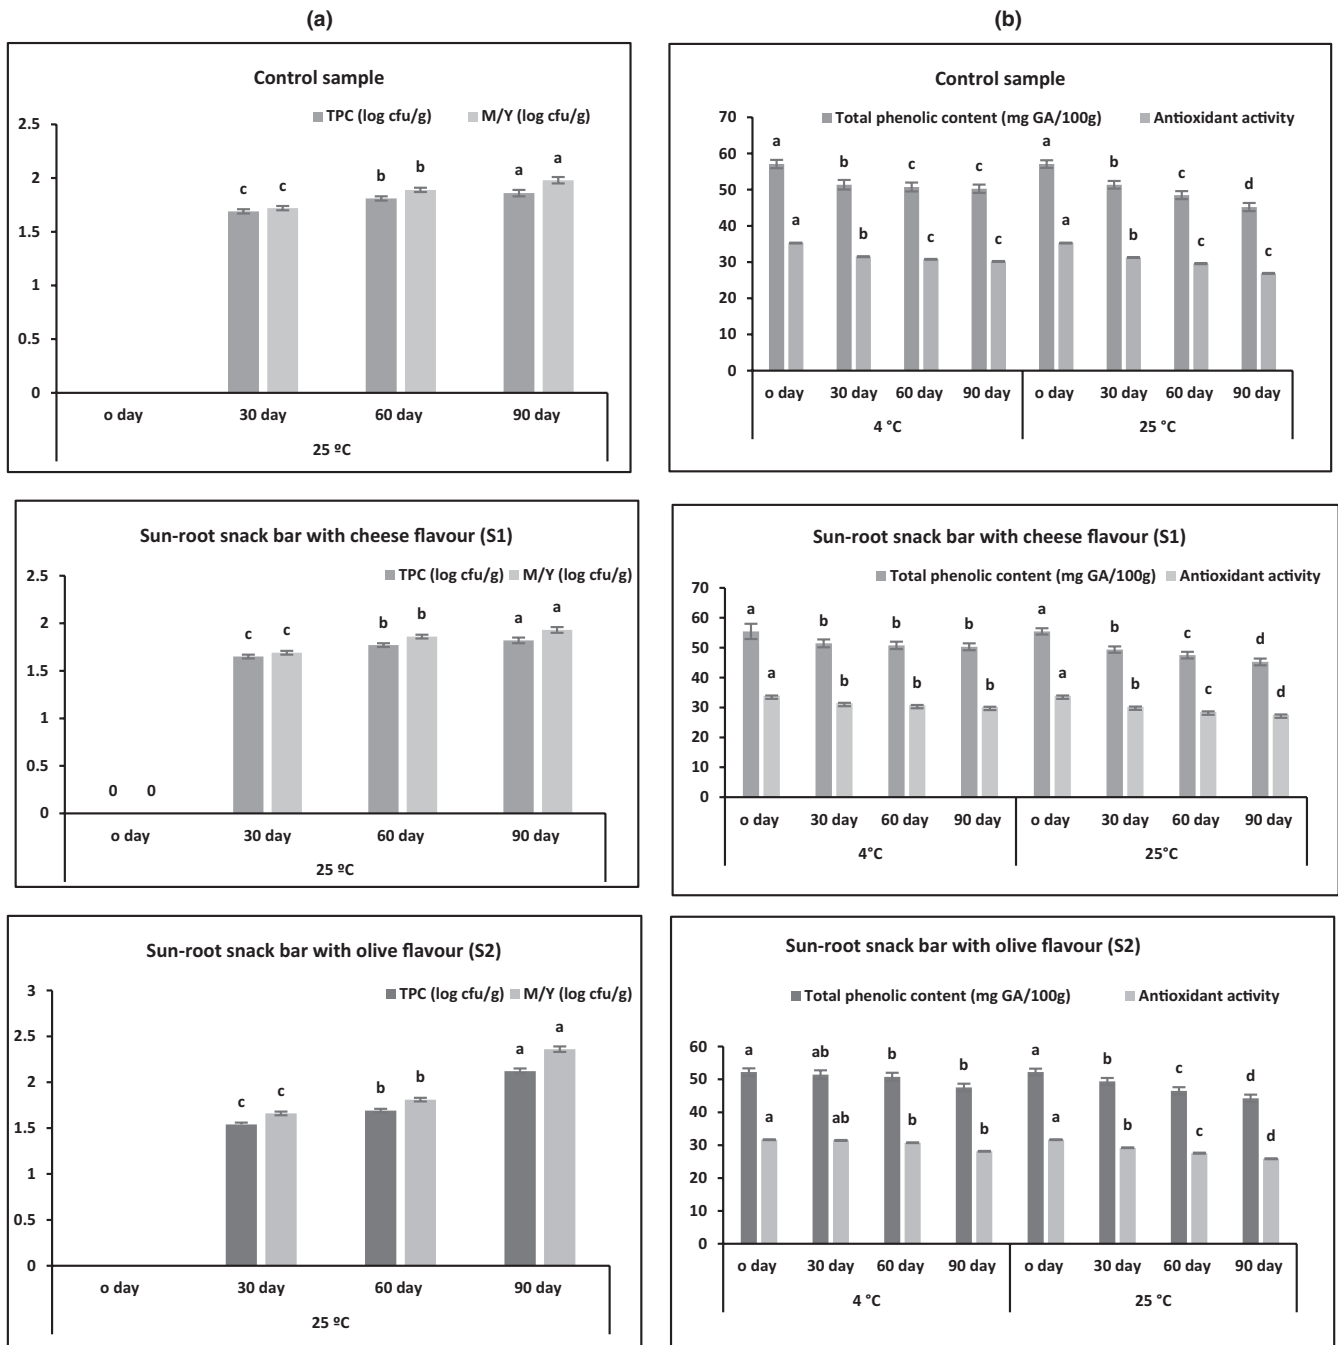 (a)
Control sample
TPC (log cfu/g) M/Y (log cfu/g)
2.5
2
1.5
1
0.5
0
c c b b a a
o day 30 day 60 day 90 day
25 ºC
Sun-root snack bar with cheese flavour (S1)
TPC (log cfu/g) M/Y (log cfu/g)
2.5
2
1.5
1
0.5
0
0 0 c c b b a a
o day 30 day 60 day 90 day
25 ºC
Sun-root snack bar with olive flavour (S2)
TPC (log cfu/g) M/Y (log cfu/g)
3
2.5
2
1.5
1
0.5
0
c c b b a a
o day 30 day 60 day 90 day
25 ºC
(b)
Control sample
Total phenolic content (mg GA/100g) Antioxidant activity
70
60
50
40
30
20
10
0
a b c c a b c d
a b c c a b c c
o day 30 day 60 day 90 day o day 30 day 60 day 90 day
4 °C 25 °C
Sun-root snack bar with cheese flavour (S1)
Total phenolic content (mg GA/100g) Antioxidant activity
70
60
50
40
30
20
10
0
a b b b a b c d
a b b b a b c d
o day 30 day 60 day 90 day o day 30 day 60 day 90 day
4°C 25°C
Sun-root snack bar with olive flavour (S2)
Total phenolic content (mg GA/100g) Antioxidant activity
60
50
40
30
20
10
0
a ab b b a b c d
a ab b b a b c d
o day 30 day 60 day 90 day o day 30 day 60 day 90 day
4 °C 25 °C